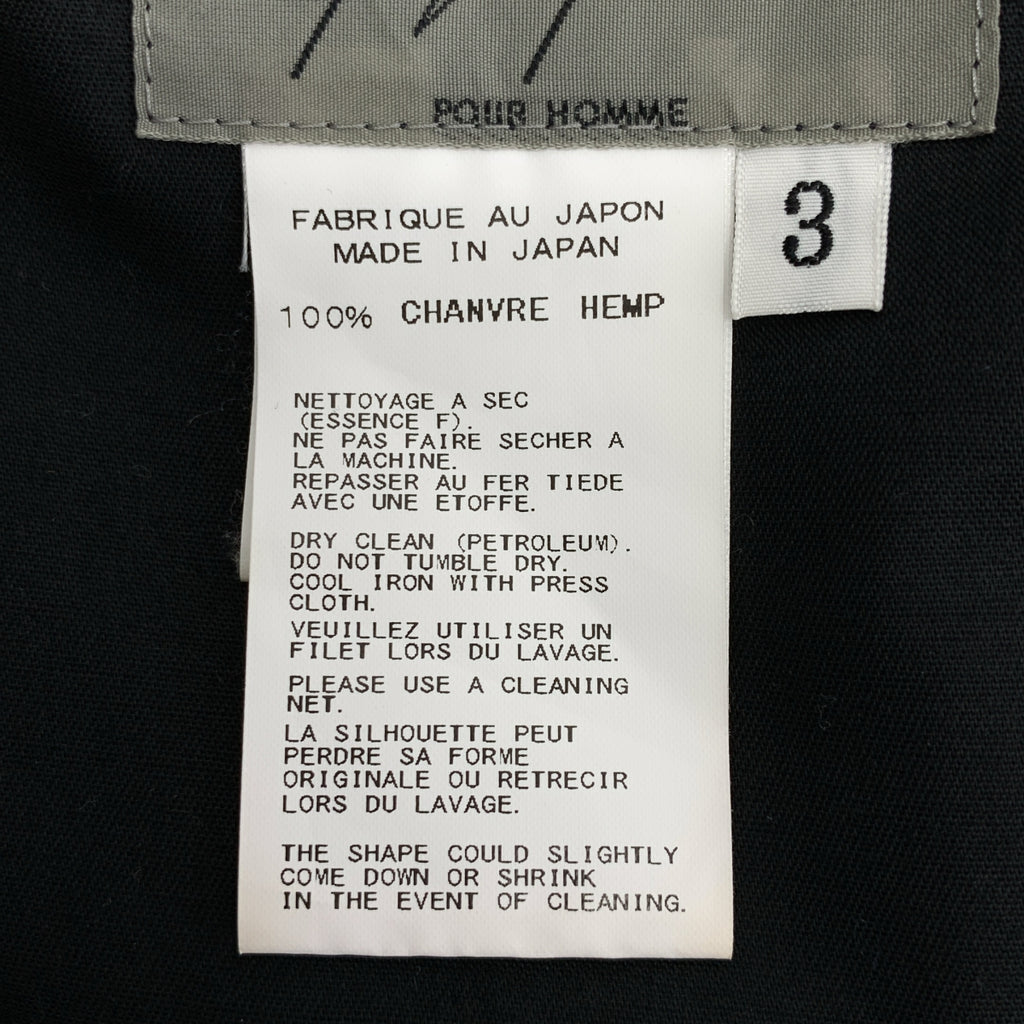 POUR HOMME
3
FABRIQUE AU JAPON
MADE IN JAPAN
100% CHANVRE HEMP
NETTOYAGE A SEC
(ESSENCE F).
NE PAS FAIRE SECHER A
LA MACHINE.
REPASSER AU FER TIEDE
AVEC UNE ETOFFE.
DRY CLEAN (PETROLEUM).
DO NOT TUMBLE DRY.
COOL IRON WITH PRESS
CLOTH.
VEUILLEZ UTILISER UN
FILET LORS DU LAVAGE.
PLEASE USE A CLEANING
NET.
LA SILHOUETTE PEUT
PERDRE SA FORME
ORIGINALE OU RETRECIR
LORS DU LAVAGE.
THE SHAPE COULD SLIGHTLY
COME DOWN OR SHRINK
IN THE EVENT OF CLEANING.